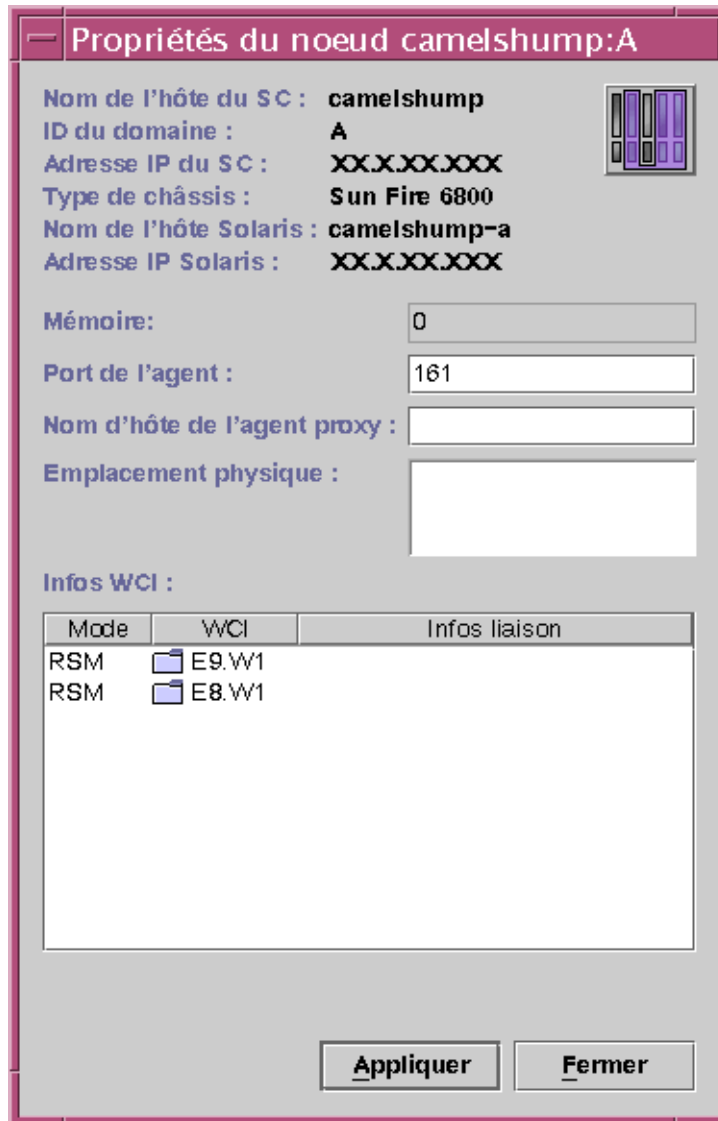 Propriétés du noeud camelshump:A
Nom de l'hôte du SC : camelshump
ID du domaine : A
Adresse IP du SC : XX.X.XX.XXX
Type de châssis : Sun Fire 6800
Nom de l'hôte Solaris : camelshump-a
Adresse IP Solaris : XX.X.XX.XXX
Mémoire: 0
Port de l'agent : 161
Nom d'hôte de l'agent proxy :
Emplacement physique :
Infos WCI :
Mode WCI Infos liaison
RSM E9.W1
RSM E8.W1
Appliquer Fermer